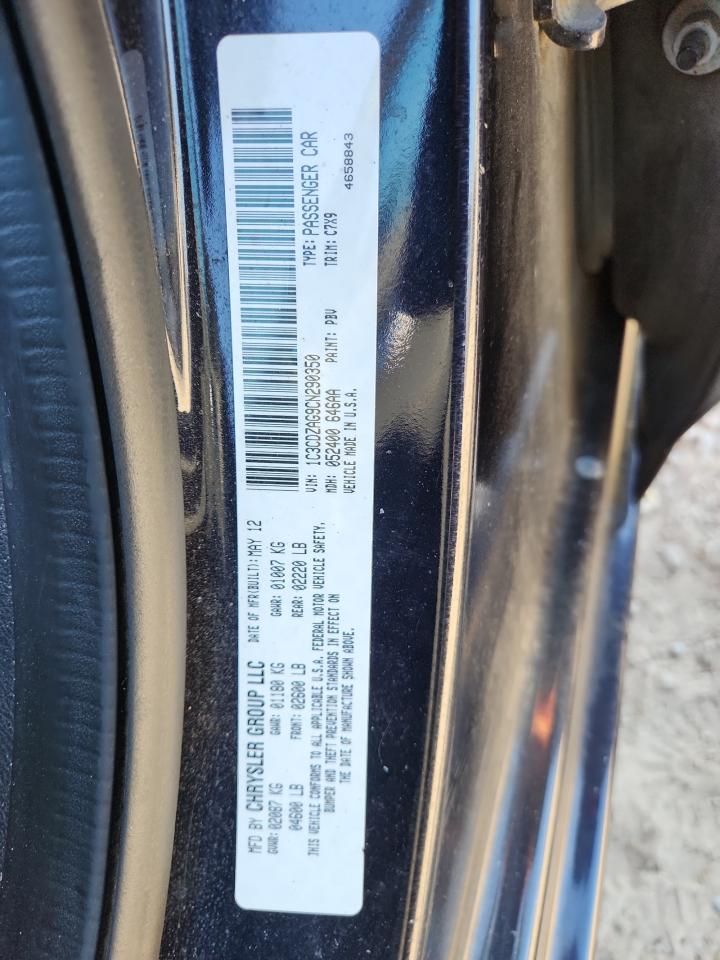 MFD BY CHRYSLER GROUP LLC DATE OF MFR(BUILT): MAY 12
GVWR: 02087 KG GAWR: 01180 KG GAWR: 01007 KG
04600 LB FRONT: 02600 LB REAR: 02220 LB
THIS VEHICLE CONFORMS TO ALL APPLICABLE U.S.A. FEDERAL MOTOR VEHICLE SAFETY,
BUMPER AND THEFT PREVENTION STANDARDS IN EFFECT ON
THE DATE OF MANUFACTURE SHOWN ABOVE.
VIN: 1C3CDZAG9CN290350 TYPE: PASSENGER CAR
MDH: 052400 646AA PAINT: PBV TRIM: C7X9
VEHICLE MADE IN U.S.A. 4658843